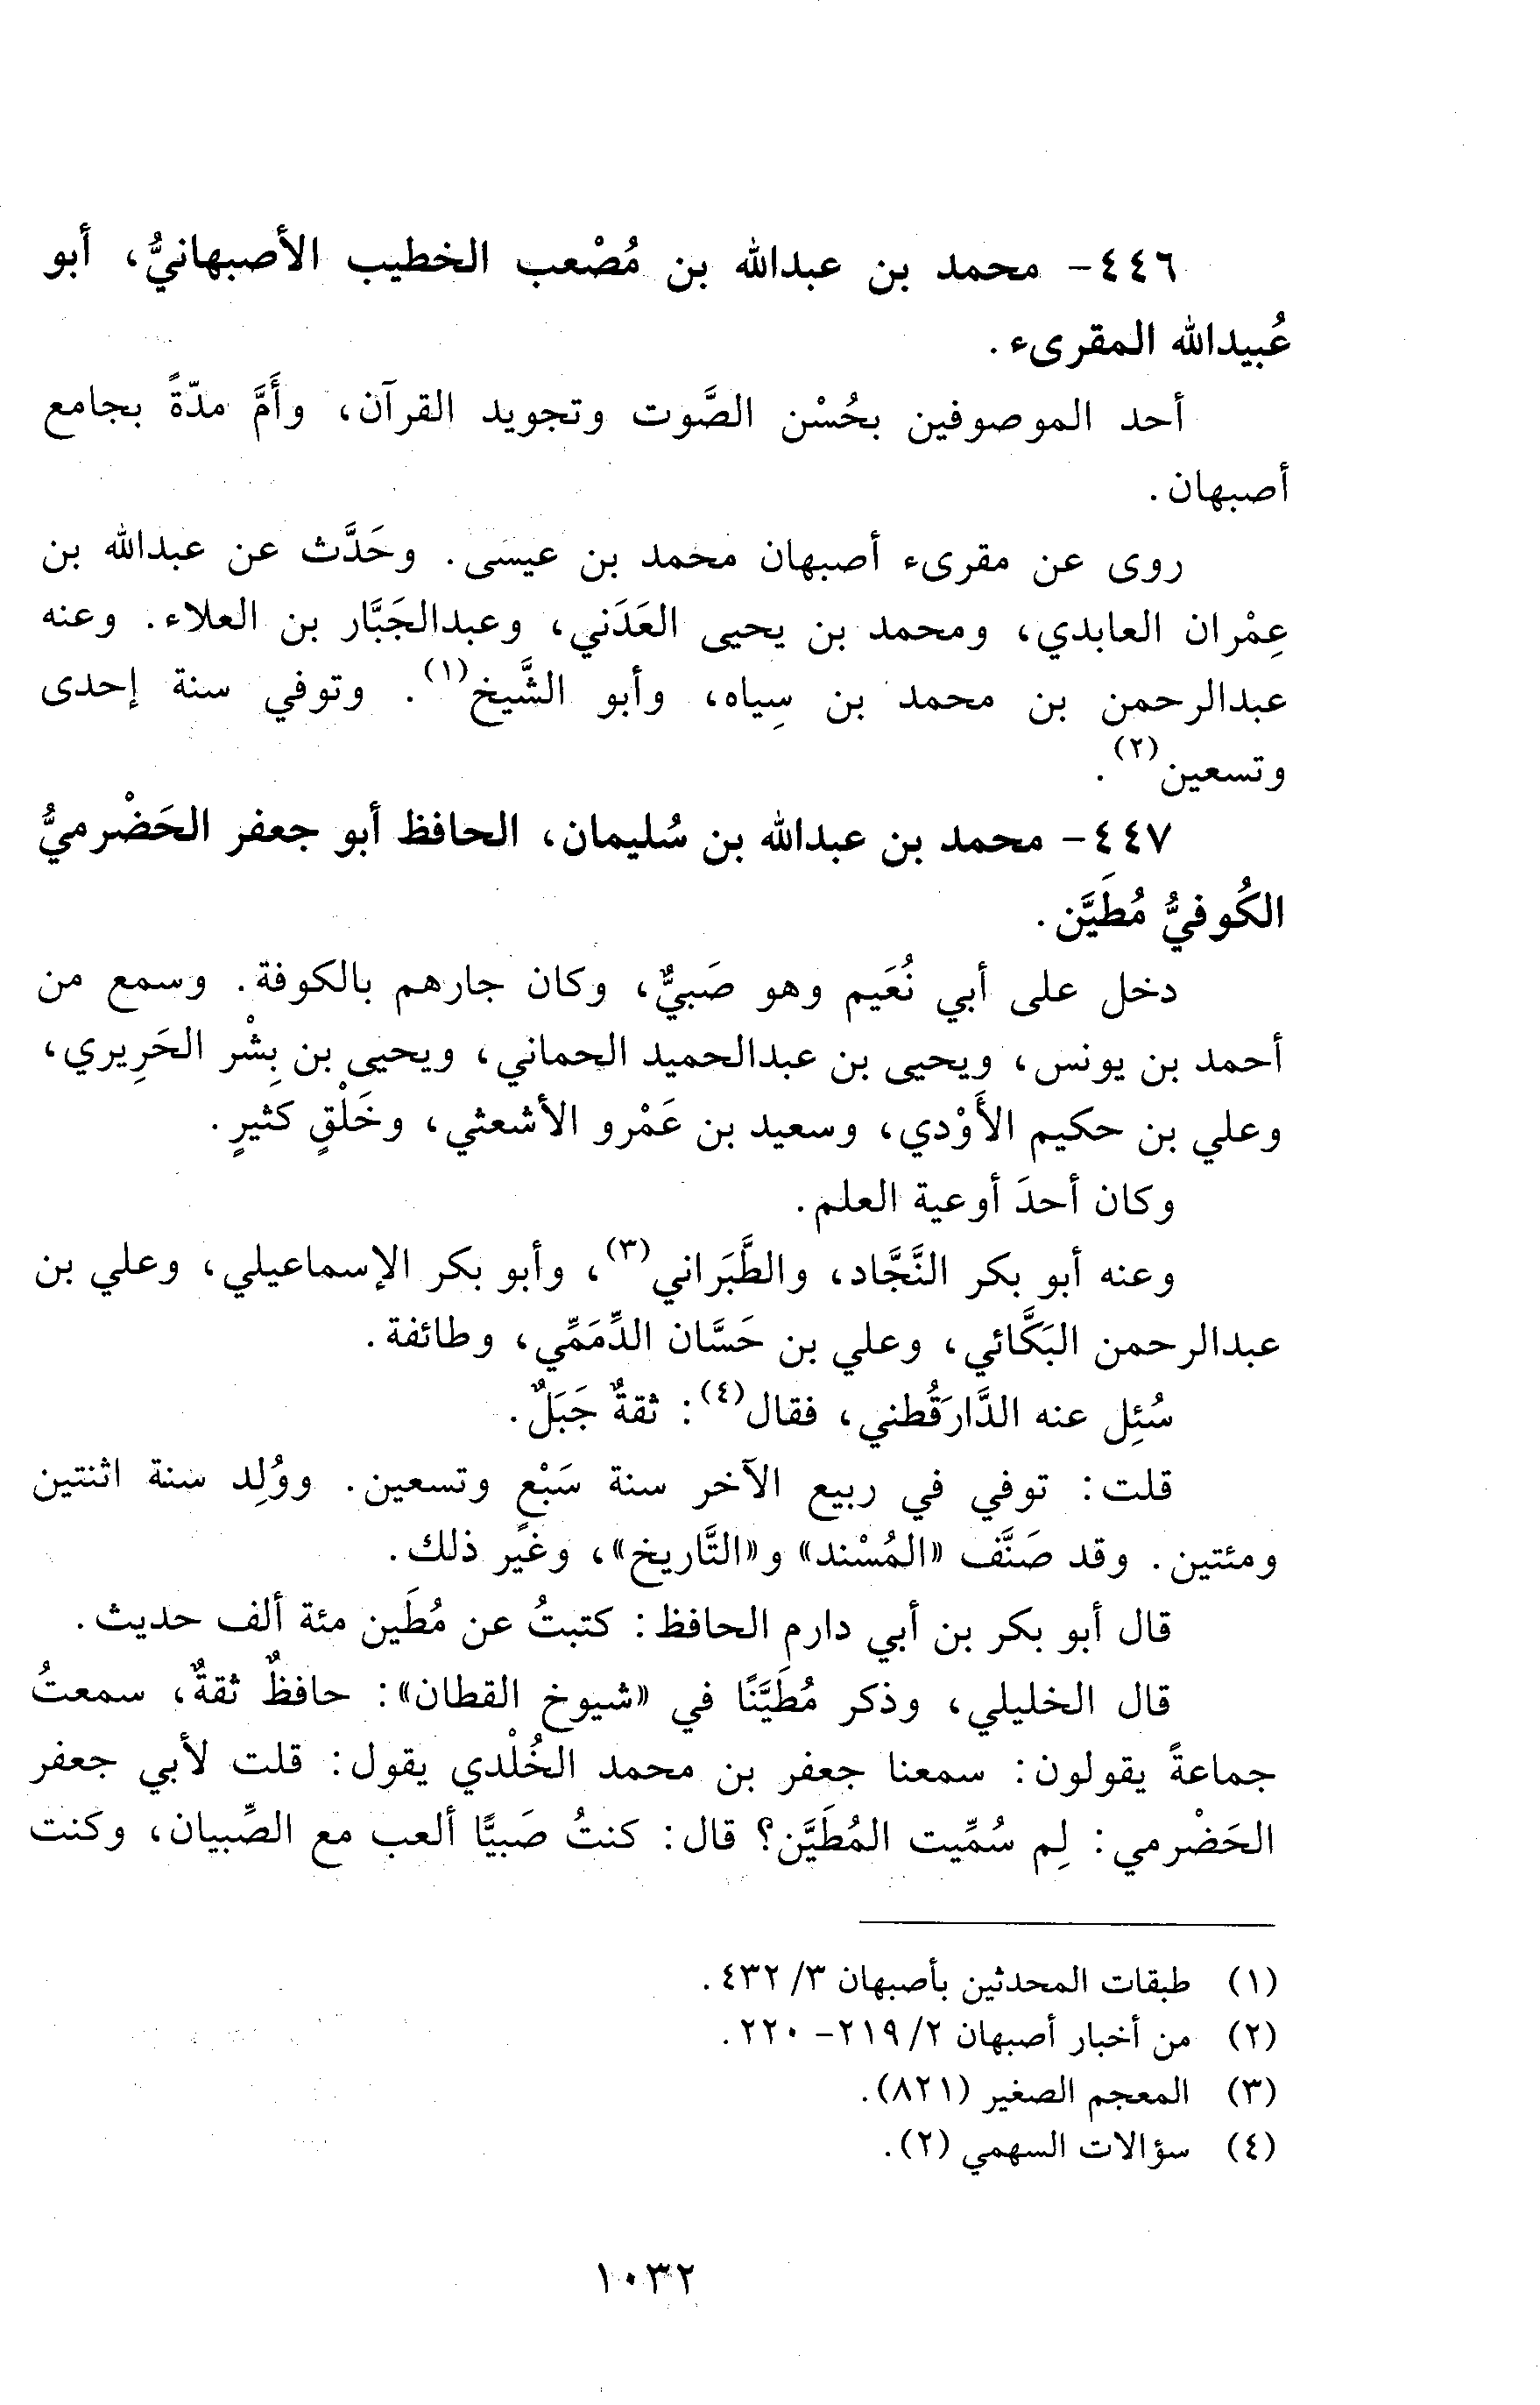 ٤٤٦- محمد بن عبدالله بن مُصْعب الخطيب الأصبهانيُّ، أبو
عُبيدالله المقرىء.
أحد الموصوفين بحُسْن الصَّوت وتجويد القرآن، وأَمَّ مدّةً بجامع
أصبهان.
روى عن مقرىء أصبهان محمد بن عيسى. وحَدَّث عن عبدالله بن
عِمْران العابدي، ومحمد بن يحيى العَدَني، وعبدالجَبَّار بن العلاء. وعنه
عبدالرحمن بن محمد بن سِياه، وأبو الشَّيخ(١). وتوفي سنة إحدى
وتسعين(٢).
٤٤٧- محمد بن عبدالله بن سُليمان، الحافظ أبو جعفر الحَضْرميُّ
الكُوفيُّ مُطَيَّن.
دخل على أبي نُعَيم وهو صَبيٌّ، وكان جارهم بالكوفة. وسمع من
أحمد بن يونس، ويحيى بن عبدالحميد الحماني، ويحيى بن بِشْر الحَرِيري،
وعلي بن حكيم الأَوْدي، وسعيد بن عَمْرو الأشعثي، وخَلْقٍ كثيرٍ.
وكان أحدَ أوعية العلم.
وعنه أبو بكر النَّجَّاد، والطَّبَراني(٣)، وأبو بكر الإسماعيلي، وعلي بن
عبدالرحمن البَكَّائي، وعلي بن حَسَّان الدِّمَمِّي، وطائفة.
سُئِل عنه الدَّارَقُطني، فقال(٤): ثقةٌ جَبَلٌ.
قلت: توفي في ربيع الآخر سنة سَبْعٍ وتسعين. ووُلِد سنة اثنتين
ومئتين. وقد صَنَّف «المُسْند» و«التَّاريخ»، وغير ذلك.
قال أبو بكر بن أبي دارم الحافظ: كتبتُ عن مُطَين مئة ألف حديث.
قال الخليلي، وذكر مُطَيَّنًا في «شيوخ القطان»: حافظٌ ثقةٌ، سمعتُ
جماعةً يقولون: سمعنا جعفر بن محمد الخُلْدي يقول: قلت لأبي جعفر
الحَضْرمي: لِم سُمِّيت المُطَيَّن؟ قال: كنتُ صَبيًّا ألعب مع الصِّبيان، وكنت
(١) طبقات المحدثين بأصبهان ٣/ ٤٣٢.
(٢) من أخبار أصبهان ٢/ ٢١٩- ٢٢٠.
(٣) المعجم الصغير (٨٢١).
(٤) سؤالات السهمي (٢).
١٠٣٢